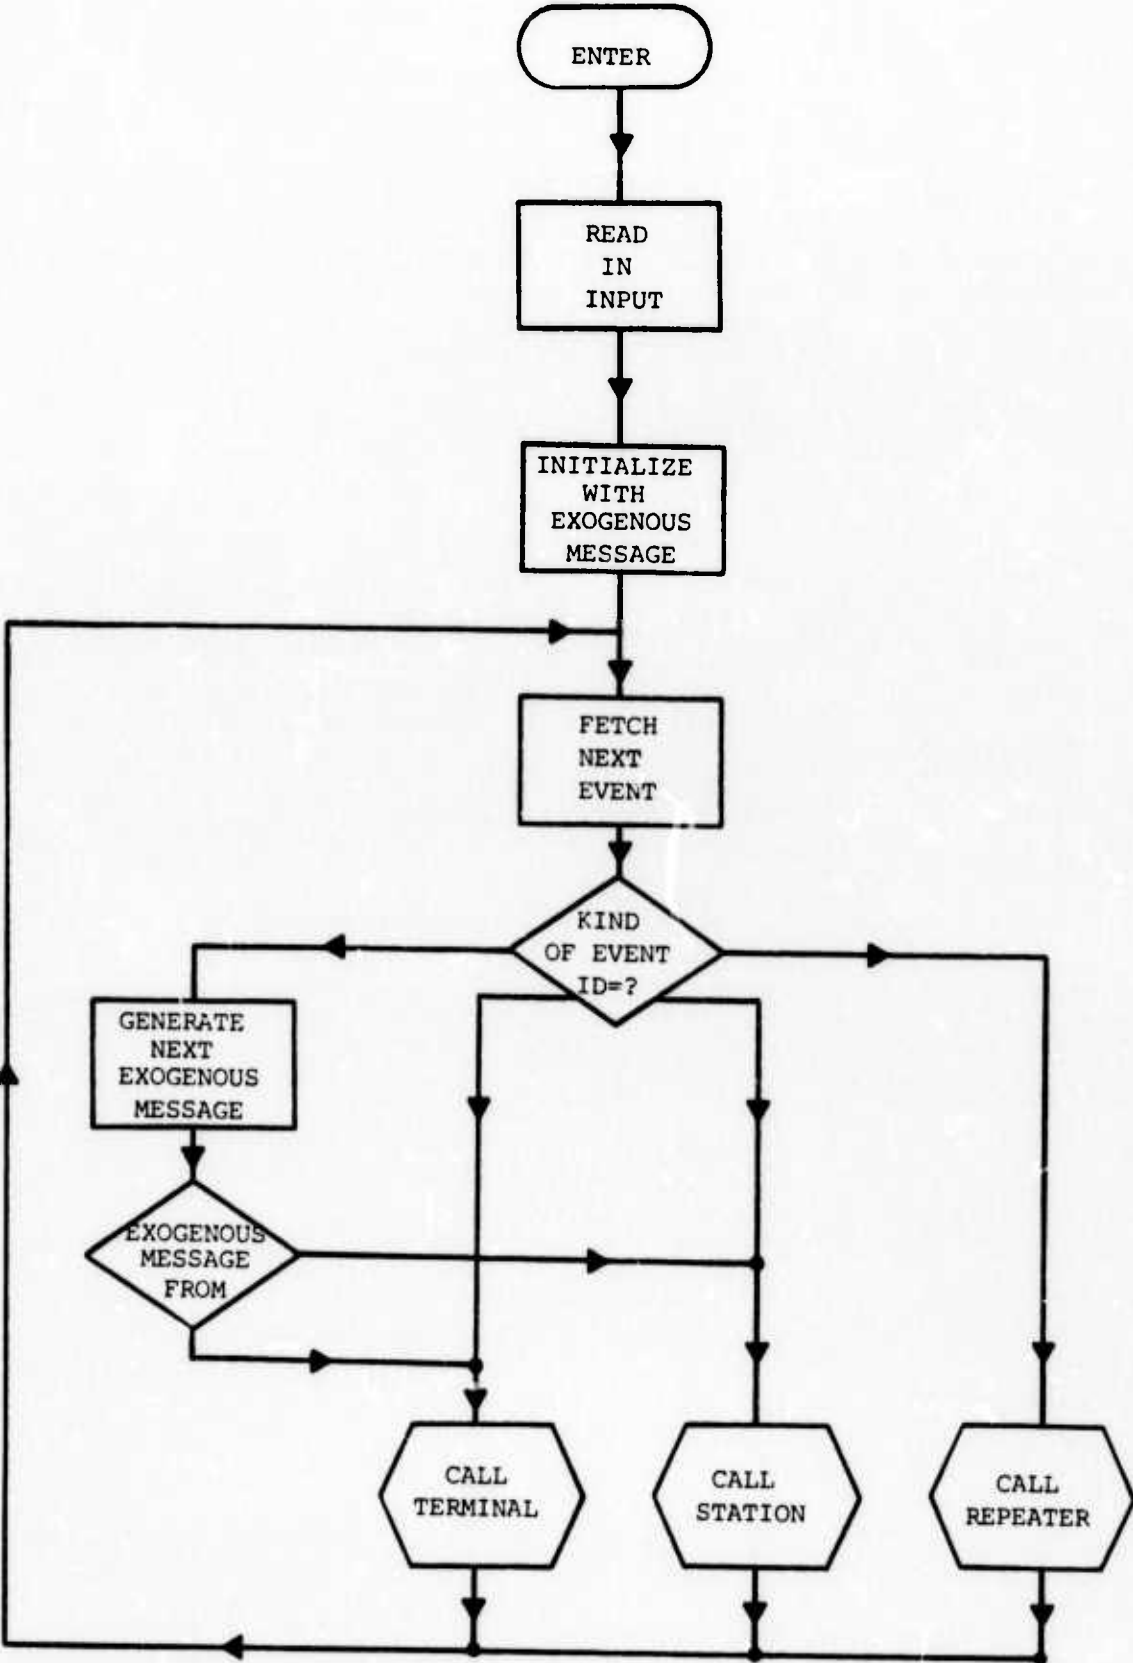 ENTER
READ
IN
INPUT
INITIALIZE
WITH
EXOGENOUS
MESSAGE
FETCH
NEXT
EVENT
KIND
OF EVENT
ID=?
GENERATE
NEXT
EXOGENOUS
MESSAGE
EXOGENOUS
MESSAGE
FROM
CALL
TERMINAL
CALL
STATION
CALL
REPEATER